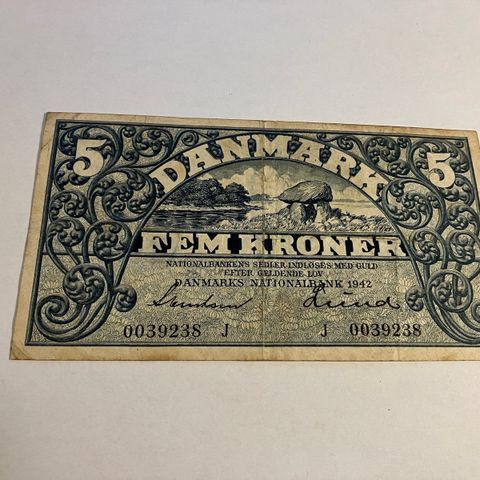 5 DANMARK 5
FEM KRONER
NATIONALBANKENS SEDLER INDLØSES MED GULD
EFTER GELDENDE LOV
DANMARKS NATIONALBANK 1942
0039238 J J 0039238